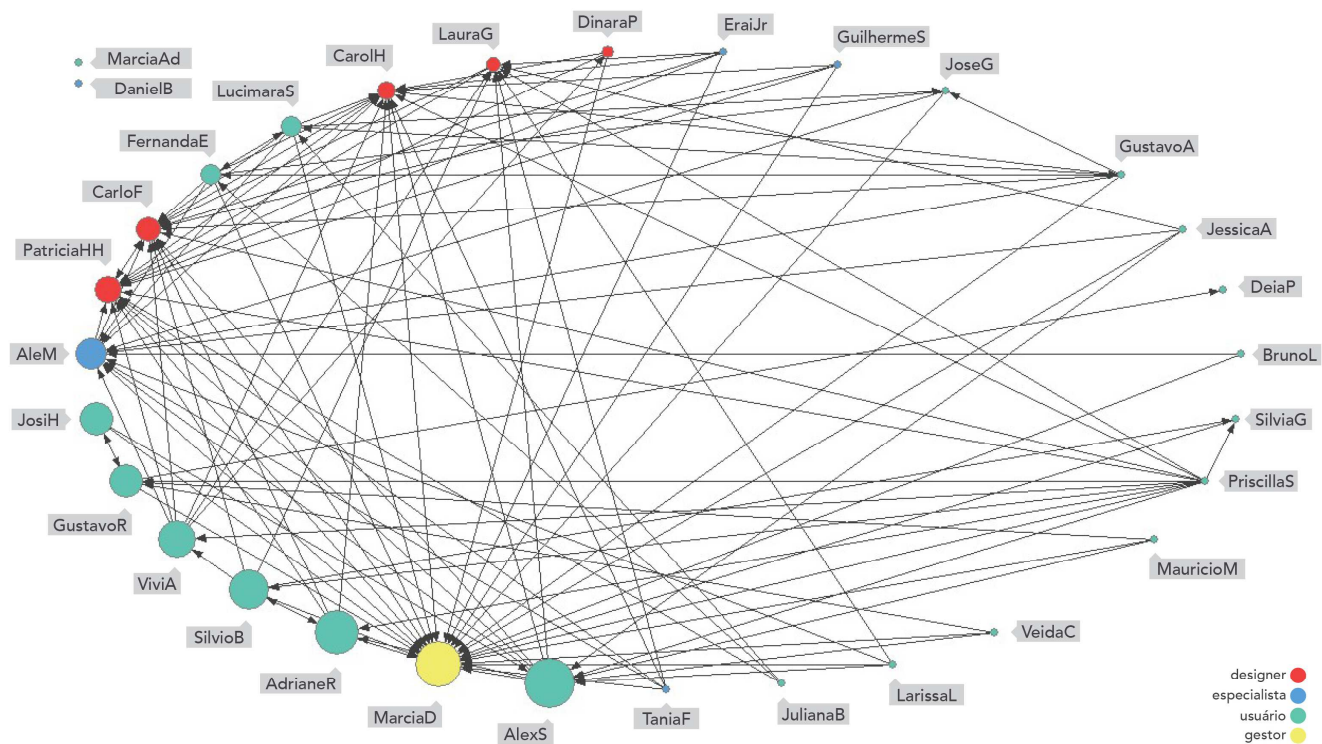 DinaraP
EraiJr
LauraG
GuilhermeS
CarolH
MarciaAd
JoseG
DanielB
LucimaraS
FernandaE
GustavoA
CarloF
JessicaA
PatriciaHH
DeiaP
AleM
BrunoL
JosiH
SilviaG
PriscillaS
GustavoR
MauricioM
ViviA
SilvioB
VeidaC
AdrianeR
LarissaL
JulianaB
MarciaD
TaniaF
AlexS
designer
especialista
usuário
gestor